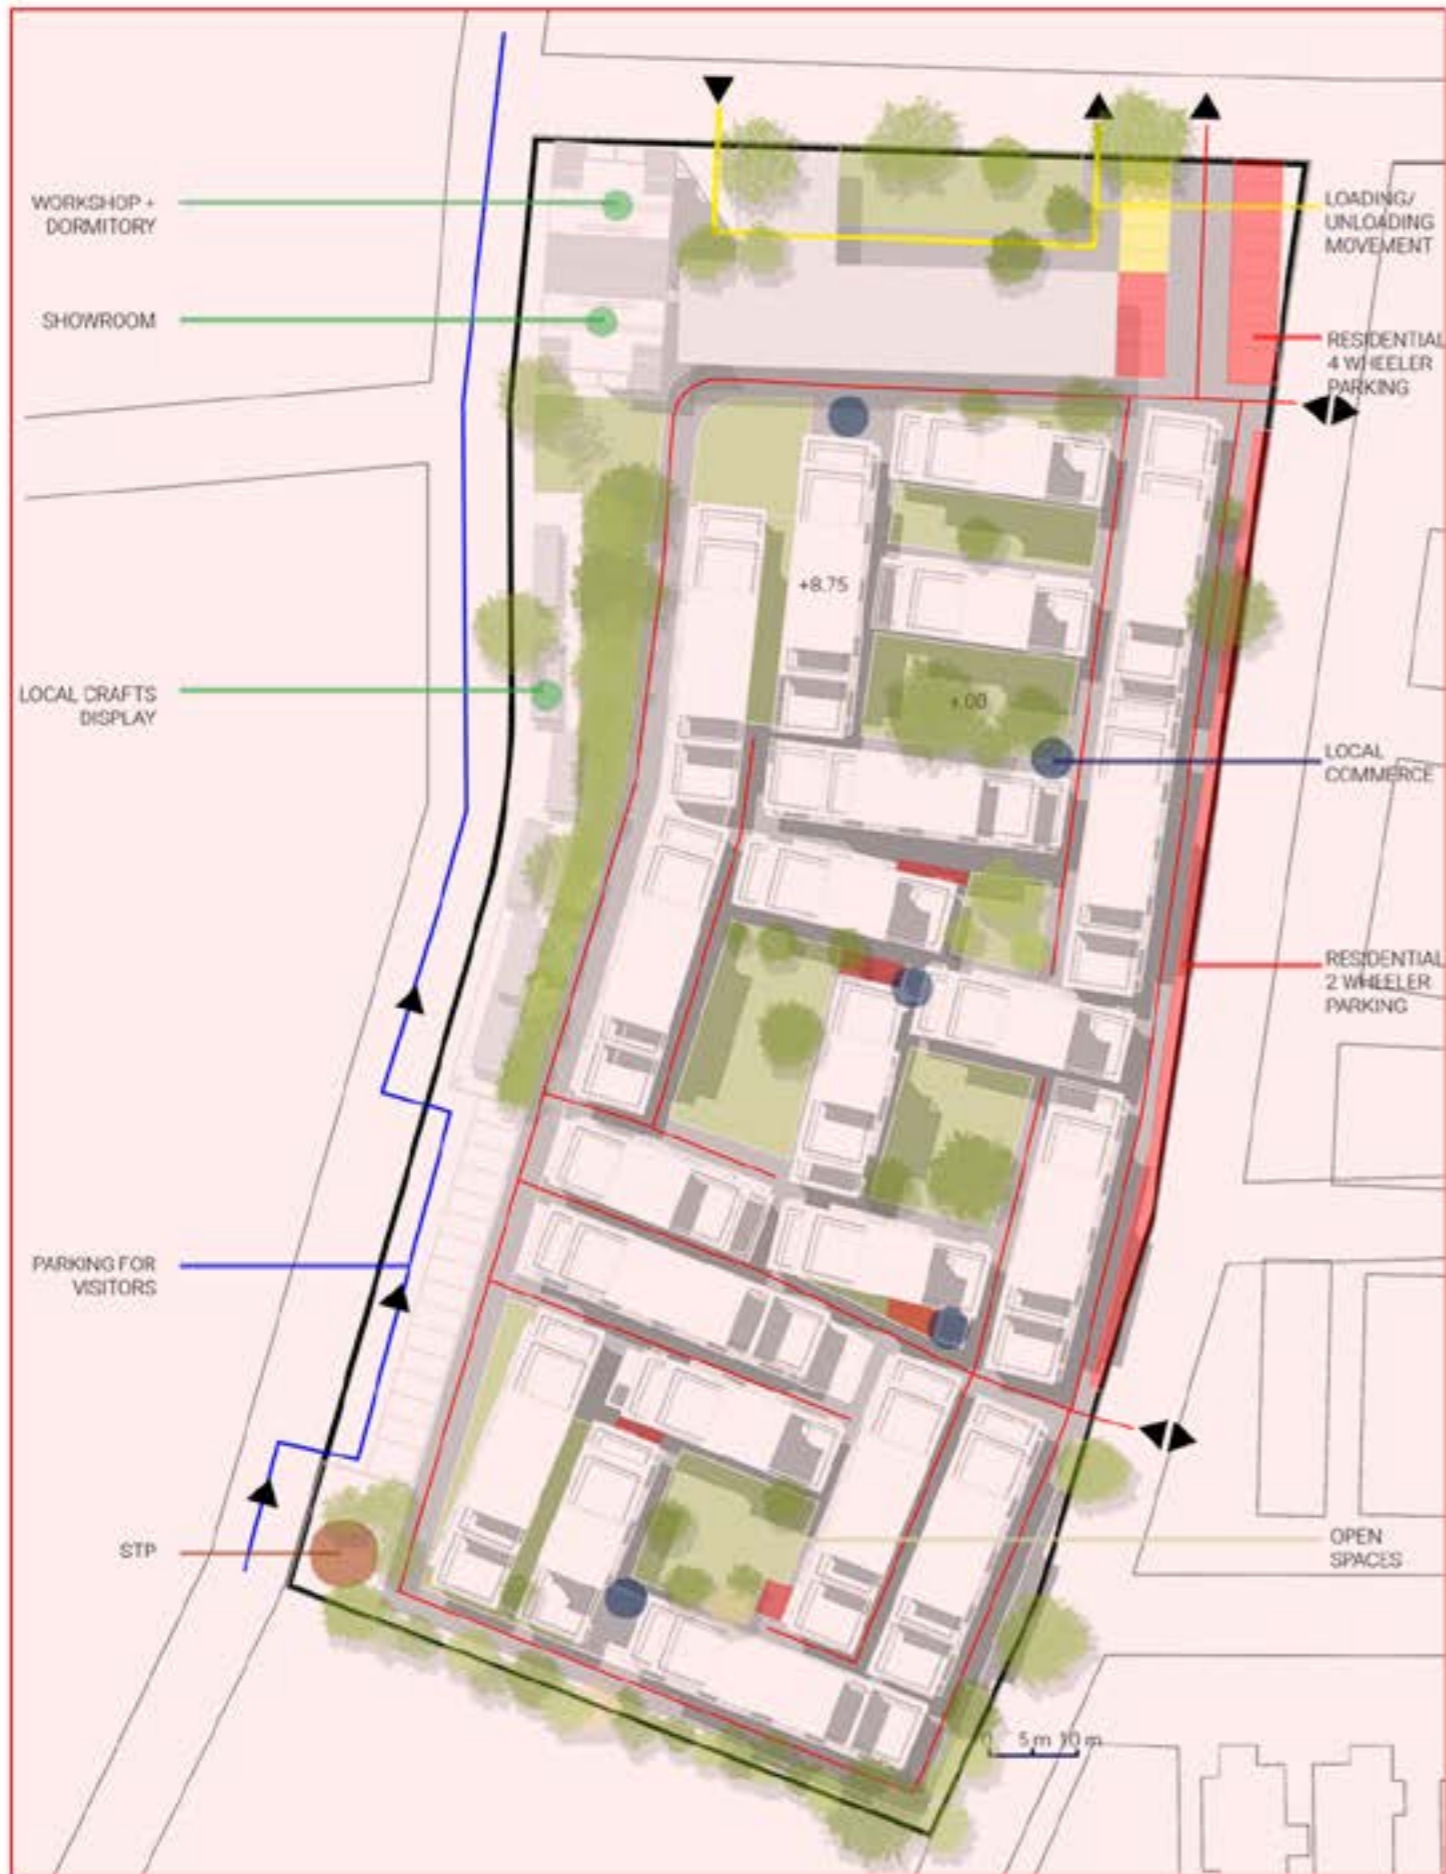 WORKSHOP +
DORMITORY
SHOWROOM
LOCAL CRAFTS
DISPLAY
PARKING FOR
VISITORS
STP
LOADING/
UNLOADING
MOVEMENT
RESIDENTIAL
4 WHEELER
PARKING
LOCAL
COMMERCE
RESIDENTIAL
2 WHEELER
PARKING
OPEN
SPACES
+8.75
+.00
0 5 m 10 m